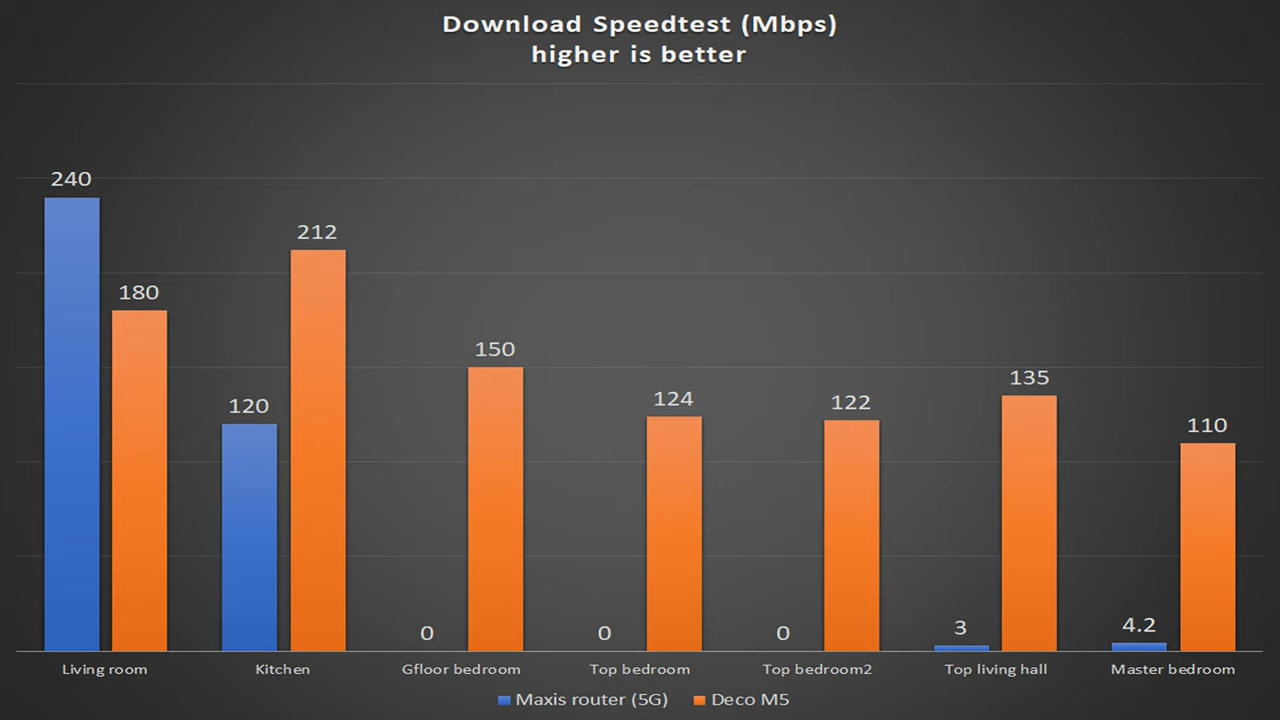 Download Speedtest (Mbps)
higher is better
240
180
120
212
0
150
0
124
0
122
3
135
4.2
110
Living room
Kitchen
Gfloor bedroom
Top bedroom
Top bedroom2
Top living hall
Master bedroom
Maxis router (5G)
Deco M5